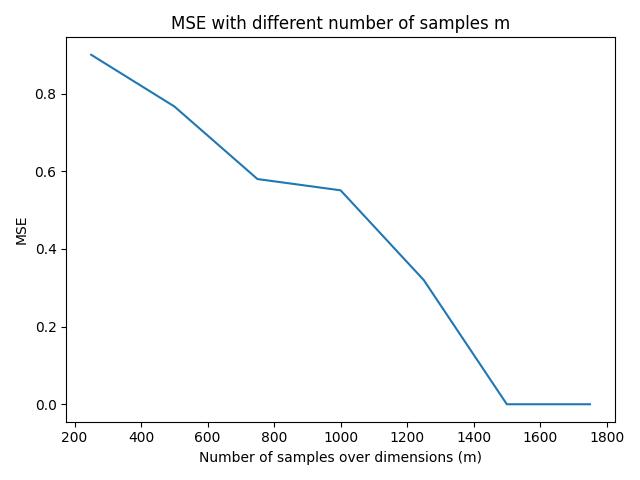 MSE with different number of samples m
MSE
0.8
0.6
0.4
0.2
0.0
200 400 600 800 1000 1200 1400 1600 1800
Number of samples over dimensions (m)